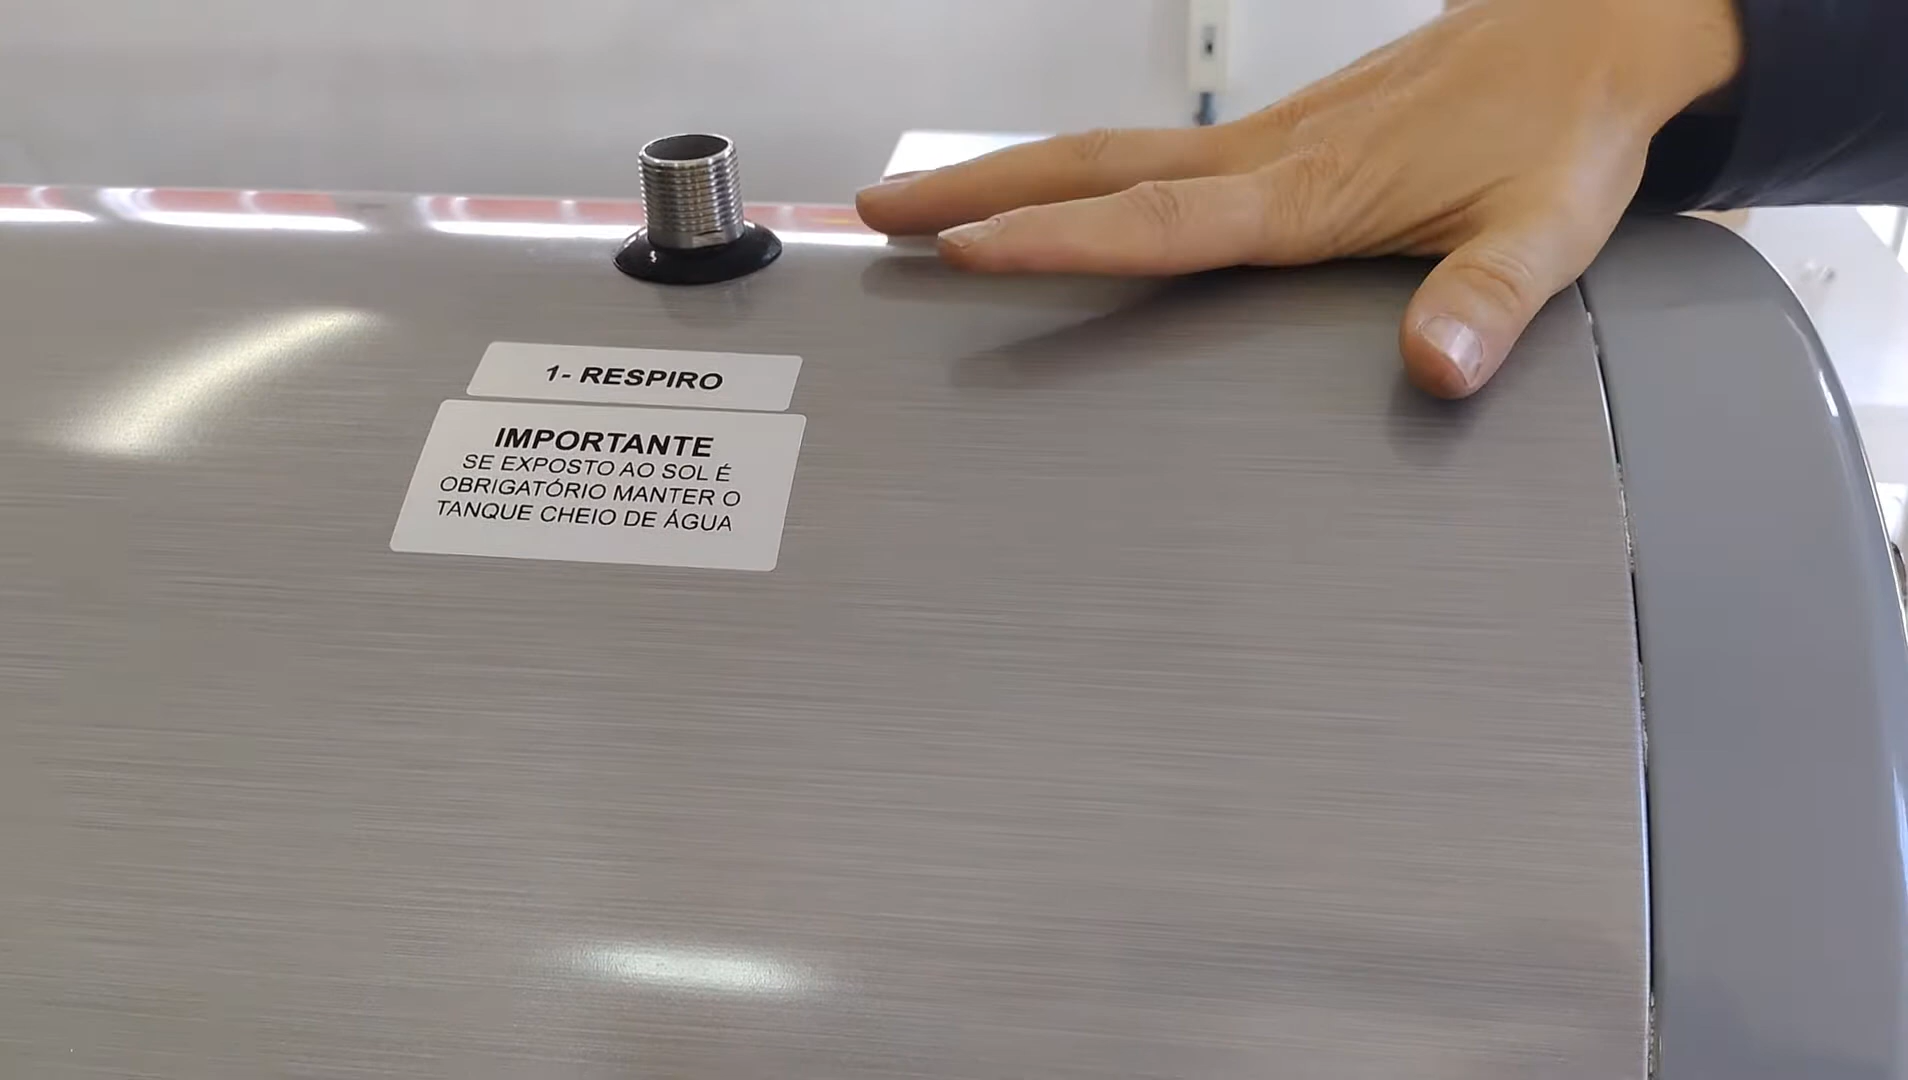 1- RESPIRO
IMPORTANTE
SE EXPOSTO AO SOL É
OBRIGATÓRIO MANTER O
TANQUE CHEIO DE ÁGUA